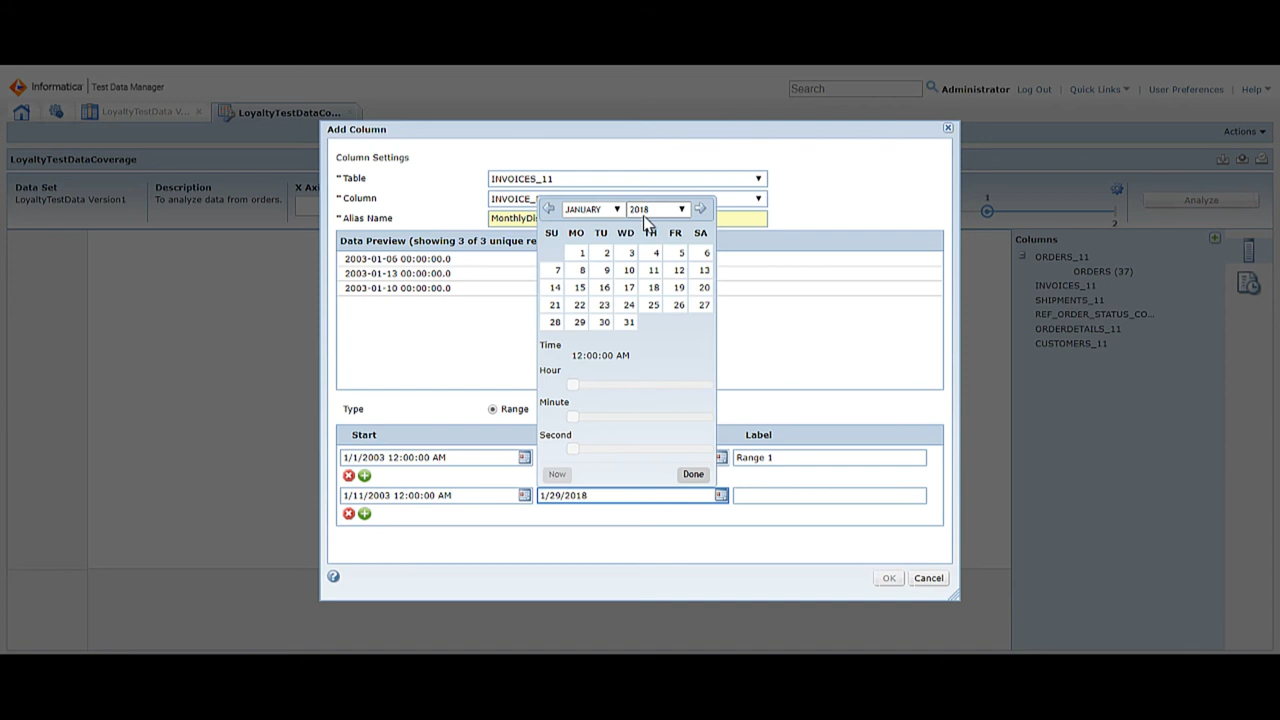 Informatica | Test Data Manager
Search
Administrator Log Out Quick Links User Preferences Help
LoyaltyTestData V...
LoyaltyTestDataCo...
Actions
LoyaltyTestDataCoverage
Data Set
LoyaltyTestData Version1
Description
To analyze data from orders.
X Axi
1
2
Analyze
Add Column
Column Settings
* Table
INVOICES_11
* Column
INVOICE_
* Alias Name
MonthlyDis
Data Preview (showing 3 of 3 unique re
2003-01-06 00:00:00.0
2003-01-13 00:00:00.0
2003-01-10 00:00:00.0
JANUARY 2018
SU MO TU WED TH FR SA
1 2 3 4 5 6
7 8 9 10 11 12 13
14 15 16 17 18 19 20
21 22 23 24 25 26 27
28 29 30 31
Time
12:00:00 AM
Hour
Minute
Second
Now
Done
Type
Range
Start
Label
1/1/2003 12:00:00 AM
Range 1
1/11/2003 12:00:00 AM
1/29/2018
OK
Cancel
Columns
ORDERS_11
ORDERS (37)
INVOICES_11
SHIPMENTS_11
REF_ORDER_STATUS_CO...
ORDERDETAILS_11
CUSTOMERS_11